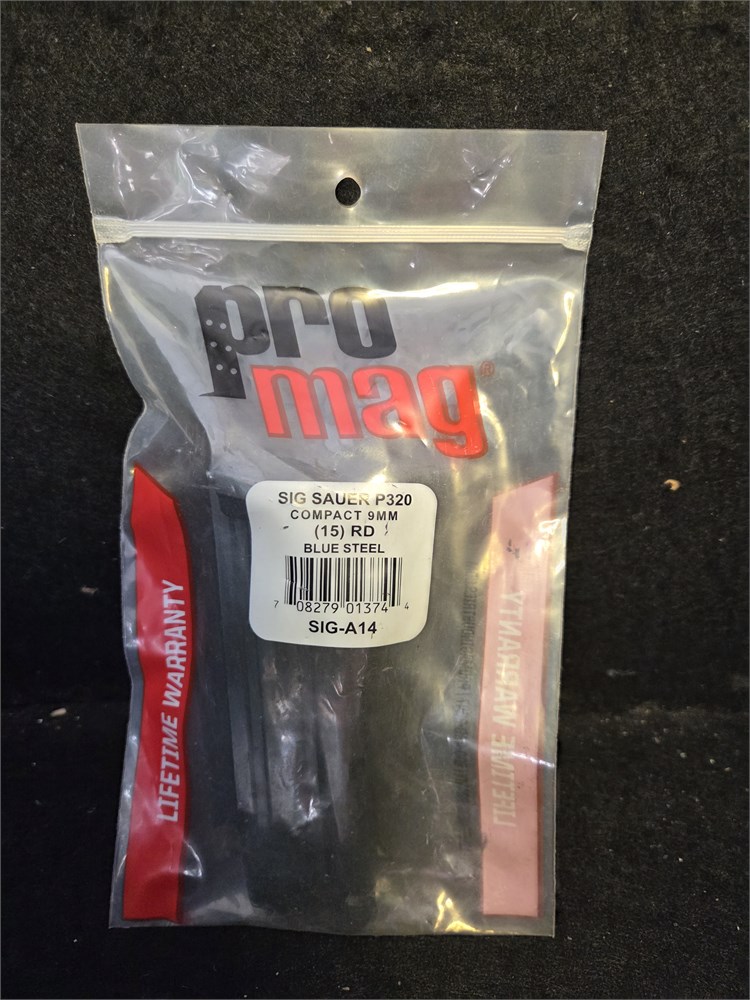 pro
mag®
SIG SAUER P320
COMPACT 9MM
(15) RD
BLUE STEEL
7 08279 01374 4
SIG-A14
LIFETIME WARRANTY
LIFETIME WARRANTY